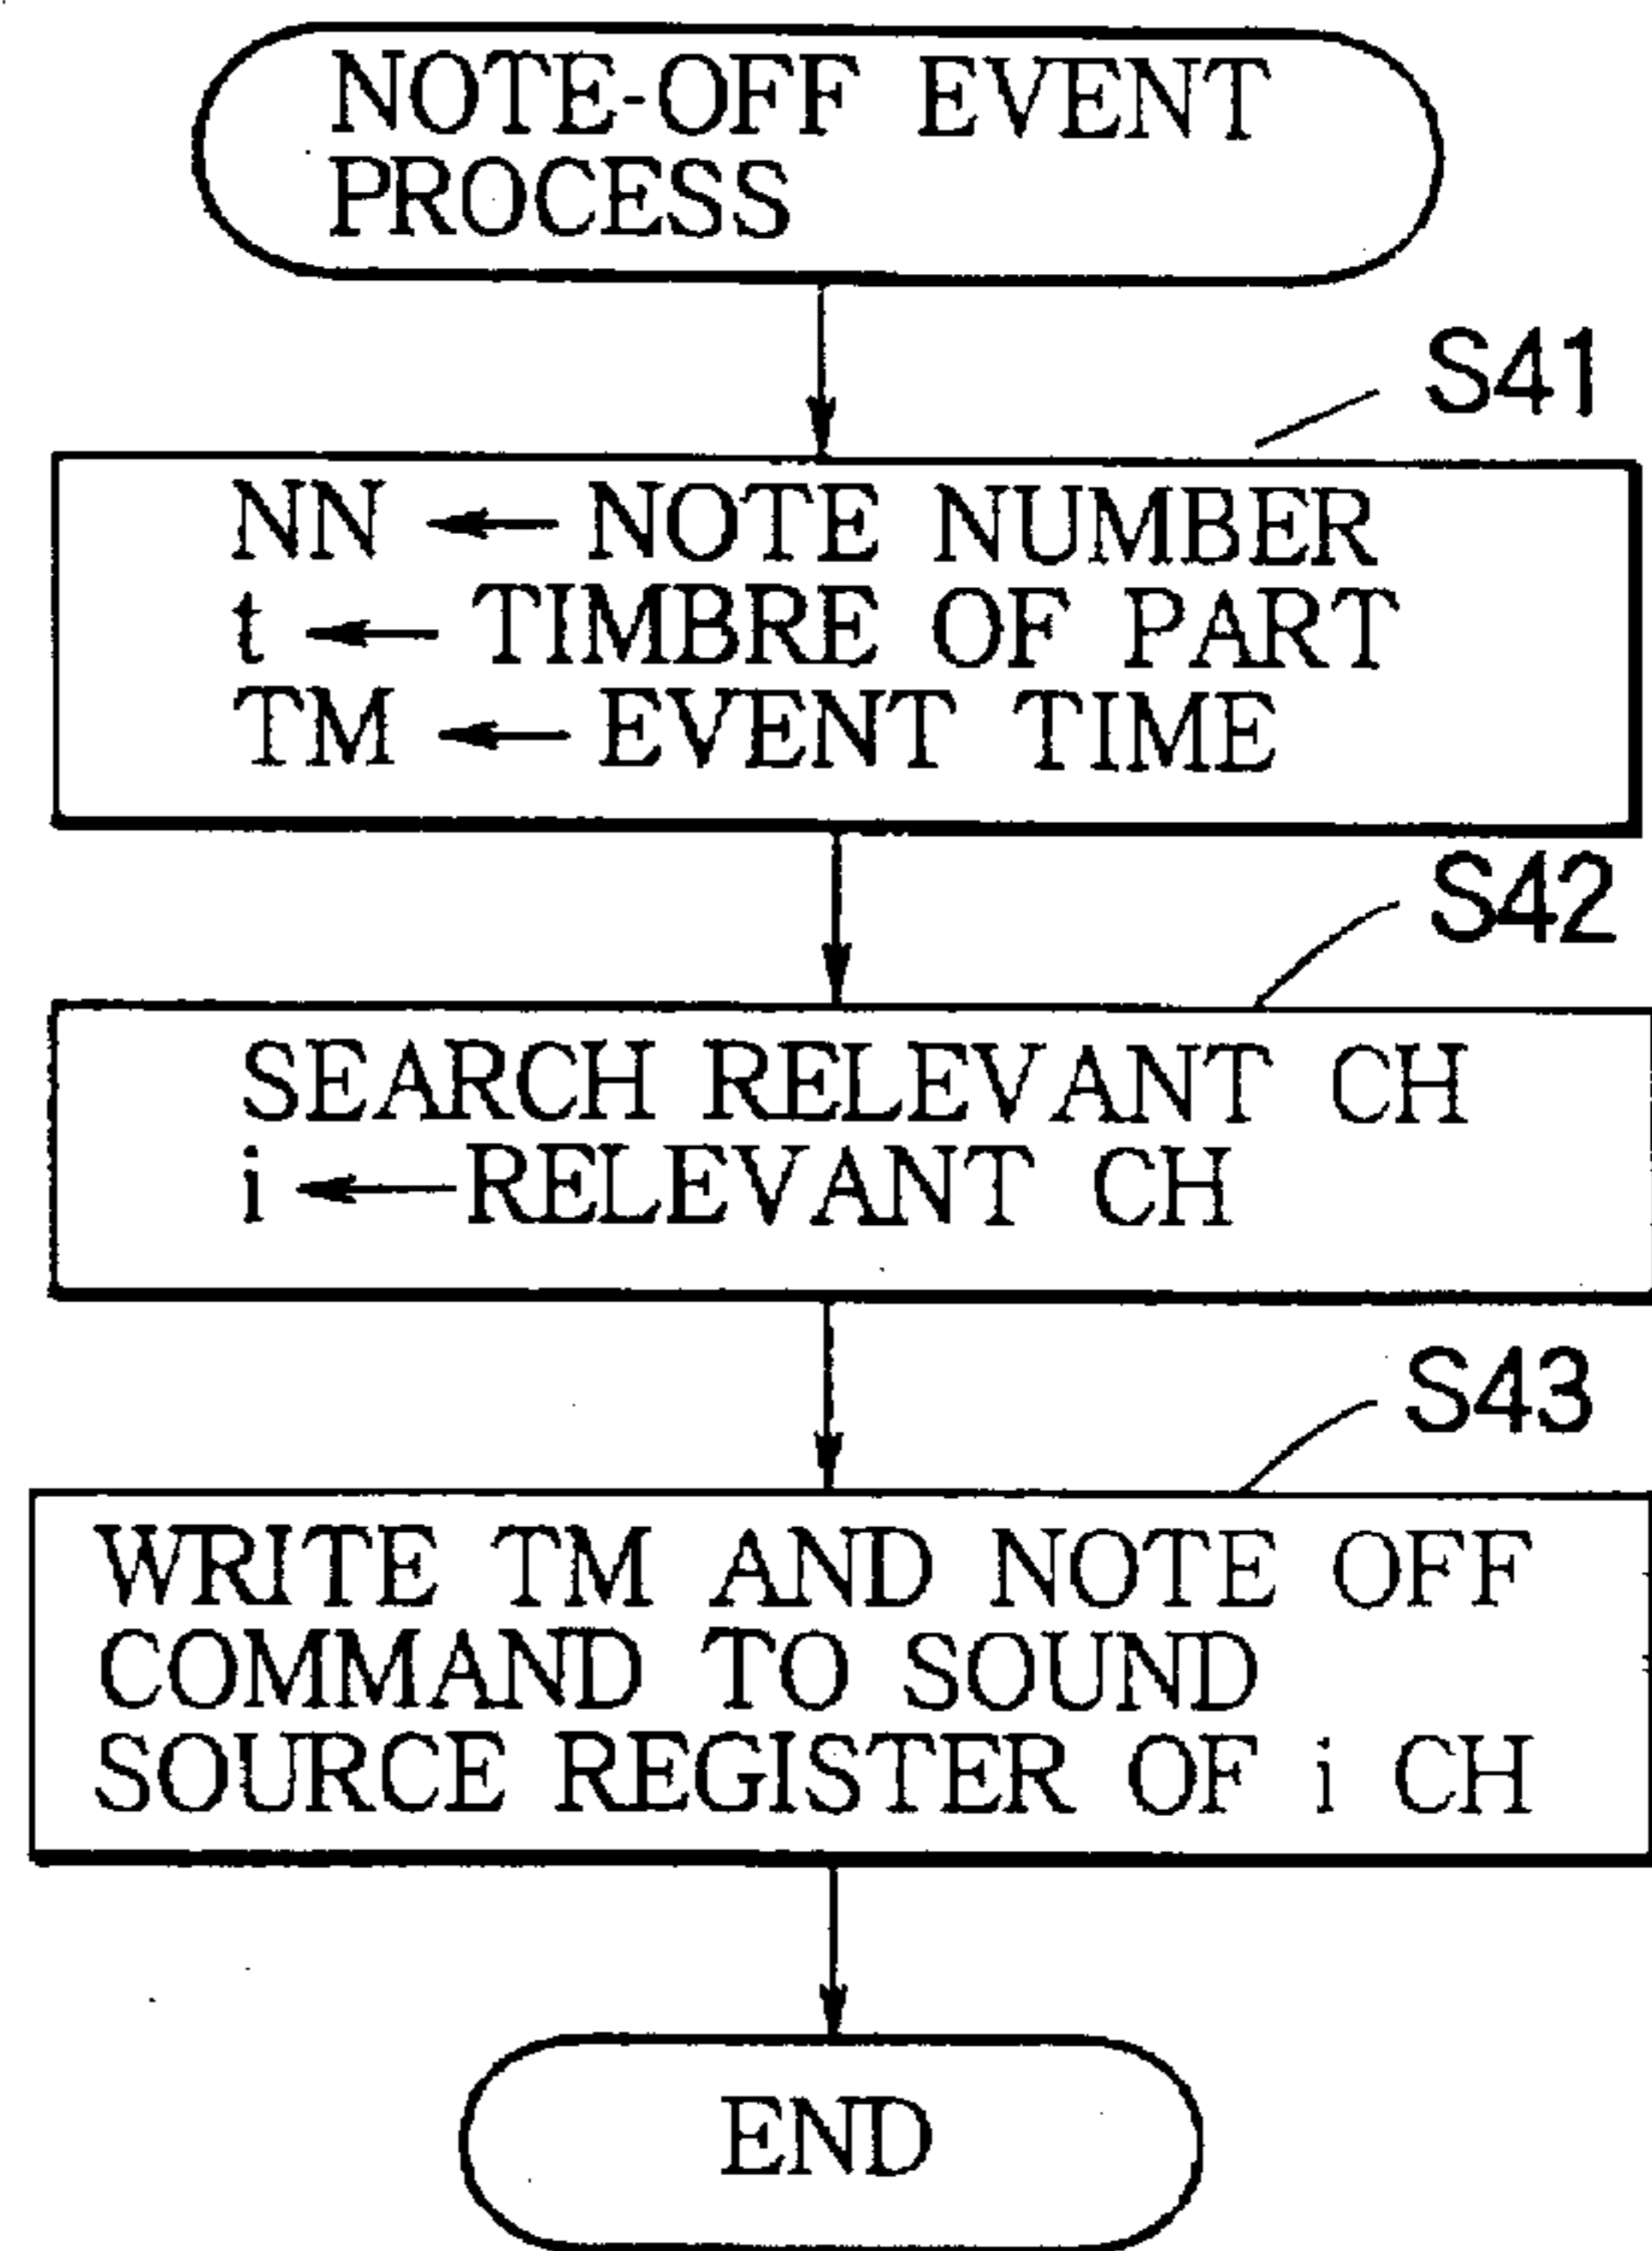 NOTE-OFF EVENT
PROCESS
S41
NN ← NOTE NUMBER
t ← TIMBRE OF PART
TM ← EVENT TIME
S42
SEARCH RELEVANT CH
i ← RELEVANT CH
S43
WRITE TM AND NOTE OFF
COMMAND TO SOUND
SOURCE REGISTER OF i CH
END